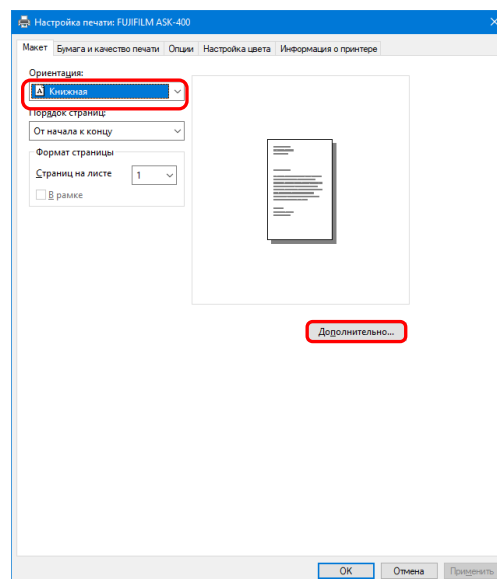 Настройка печати: FUJIFILM ASK-400
Макет Бумага и качество печати Опции Настройка цвета Информация о принтере
Ориентация:
A Книжная
Порядок страниц:
От начала к концу
Формат страницы
Страниц на листе 1
В рамке
Дополнительно...
OK Отмена Применить